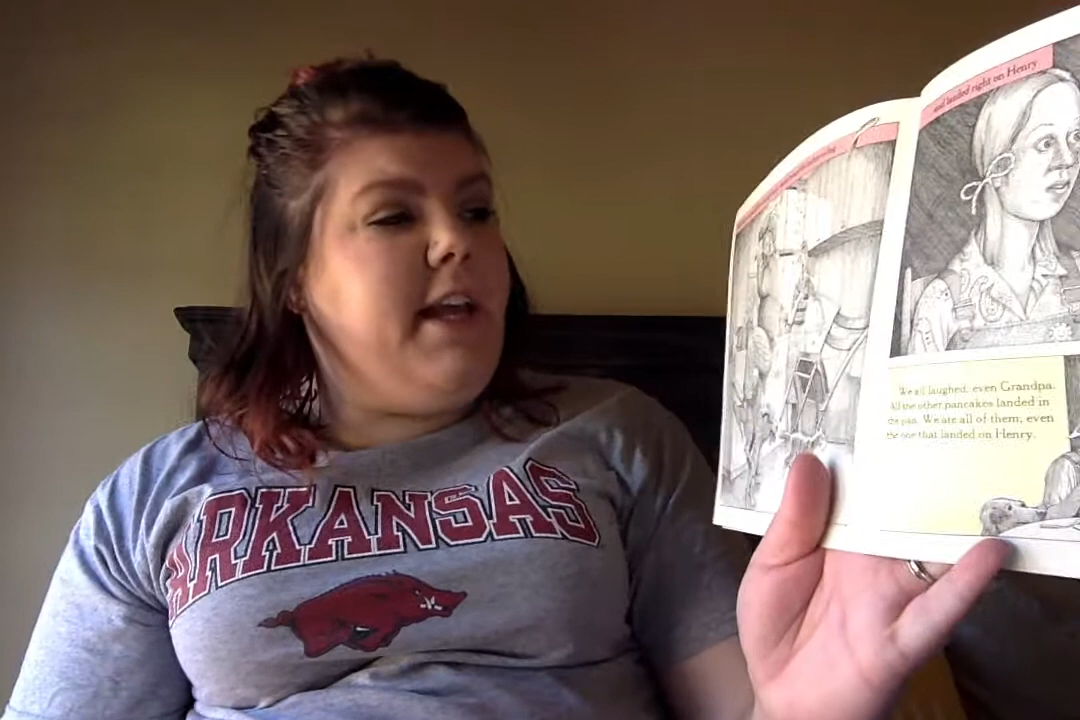 ARKANSAS
and landed right on Henry
We all laughed, even Grandpa.
All the other pancakes landed in
the pan. We ate all of them, even
the one that landed on Henry.